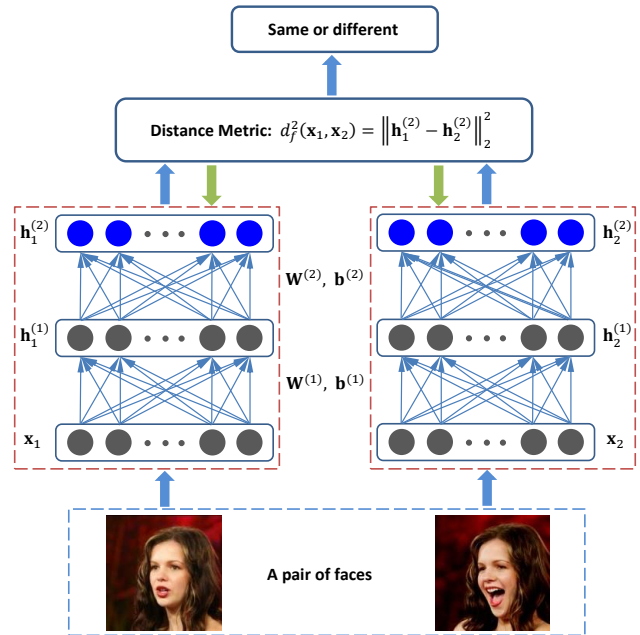 Same or different
Distance Metric: d_f^2(x_1, x_2) = ‖h_1^(2) − h_2^(2)‖_2^2
h_1^(2)
h_2^(2)
W^(2), b^(2)
h_1^(1)
h_2^(1)
W^(1), b^(1)
x_1
x_2
A pair of faces